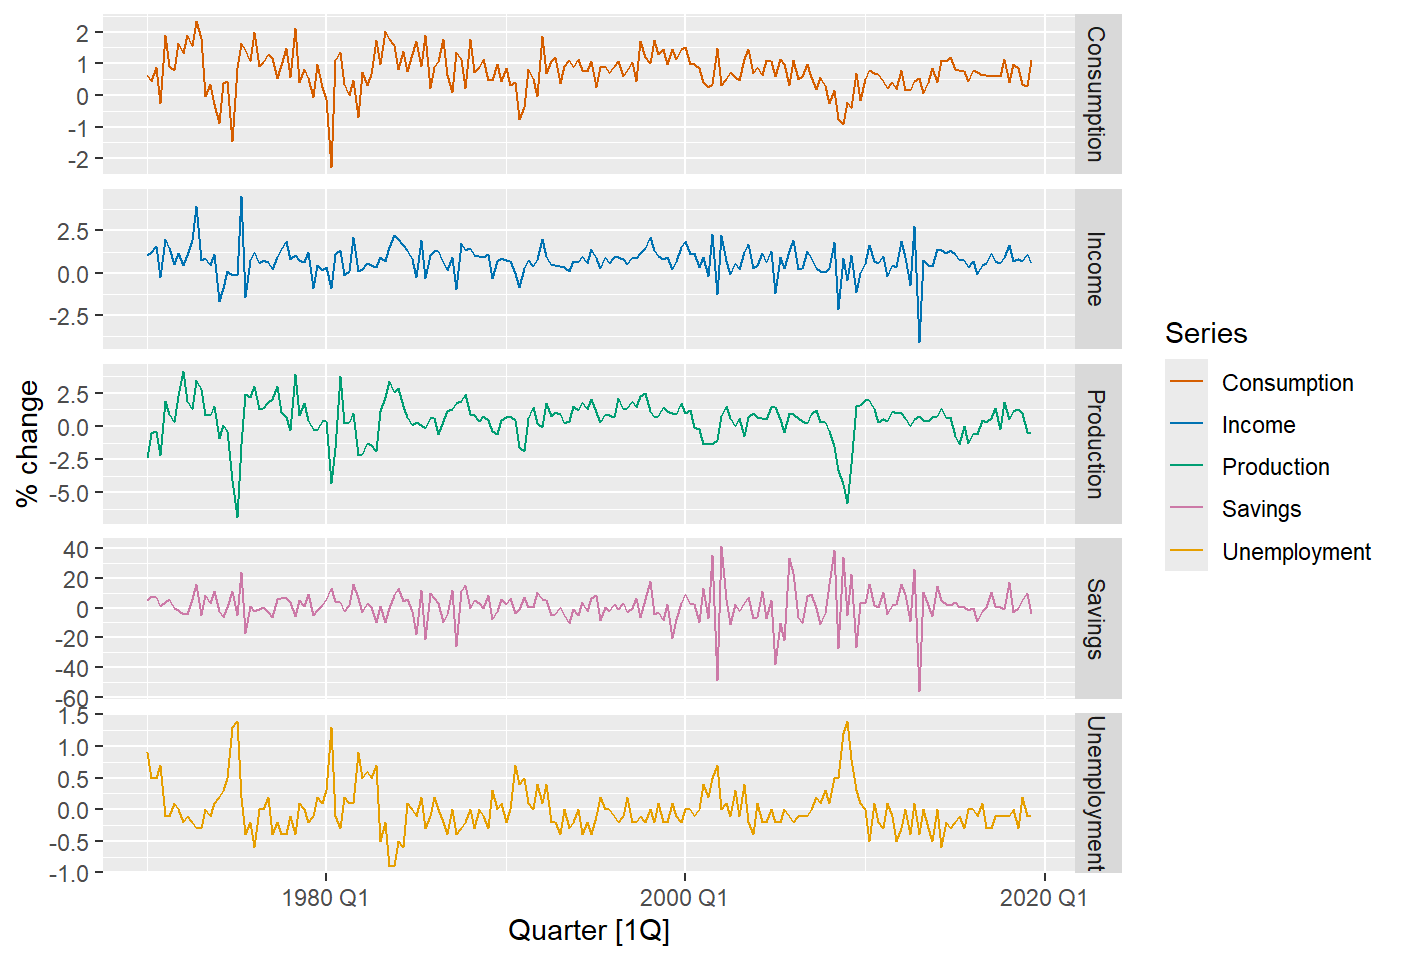 % change
2
1
0
-1
-2
Consumption
2.5
0.0
-2.5
Income
2.5
0.0
-2.5
-5.0
Production
40
20
0
-20
-40
-60
Savings
1.5
1.0
0.5
0.0
-0.5
-1.0
Unemployment
1980 Q1 2000 Q1 2020 Q1
Quarter [1Q]
Series
Consumption
Income
Production
Savings
Unemployment